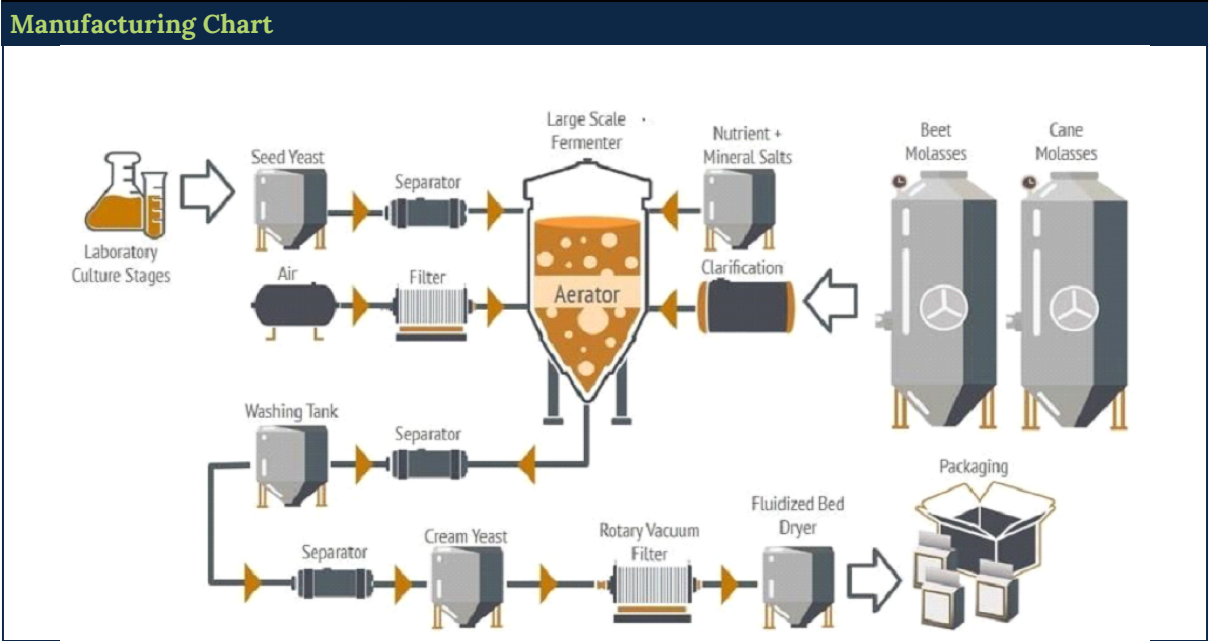 Manufacturing Chart
Large Scale
Fermenter
Nutrient +
Mineral Salts
Beet
Molasses
Cane
Molasses
Seed Yeast
Separator
Laboratory
Culture Stages
Air
Filter
Aerator
Clarification
Washing Tank
Separator
Packaging
Fluidized Bed
Dryer
Separator
Cream Yeast
Rotary Vacuum
Filter